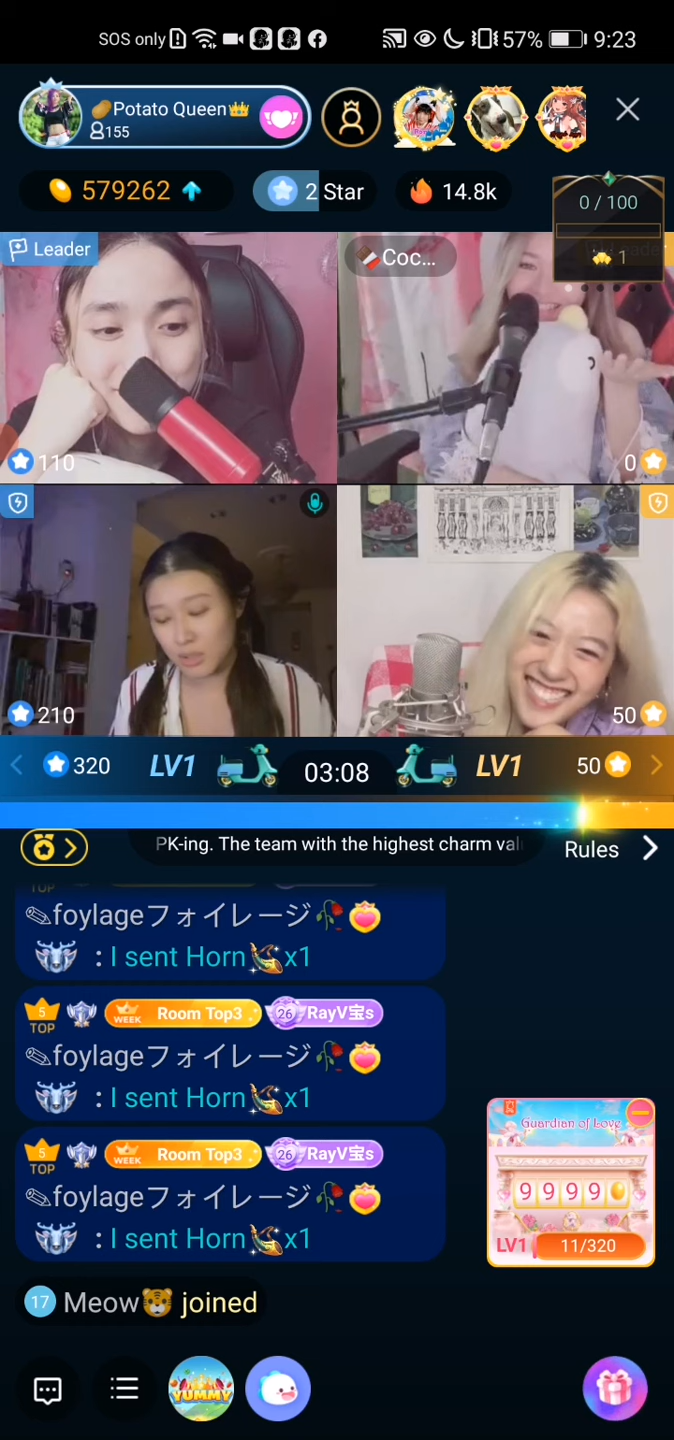 SOS only 57% 9:23
🥔Potato Queen👑
155
579262 2 Star 14.8k
0 / 100
1
Leader
🍫Coc...
110 0
210 50
320 LV1 03:08 LV1 50
PK-ing. The team with the highest charm val
Rules
TOP
✎foylageフォイレージ🥀
: I sent Horn x1
5 TOP WEEK Room Top3 26 RayV宝s
✎foylageフォイレージ🥀
: I sent Horn x1
5 TOP WEEK Room Top3 26 RayV宝s
✎foylageフォイレージ🥀
: I sent Horn x1
Guardian of Love
9 9 9 9
LV1 11/320
17 Meow🐯 joined
YUMMY